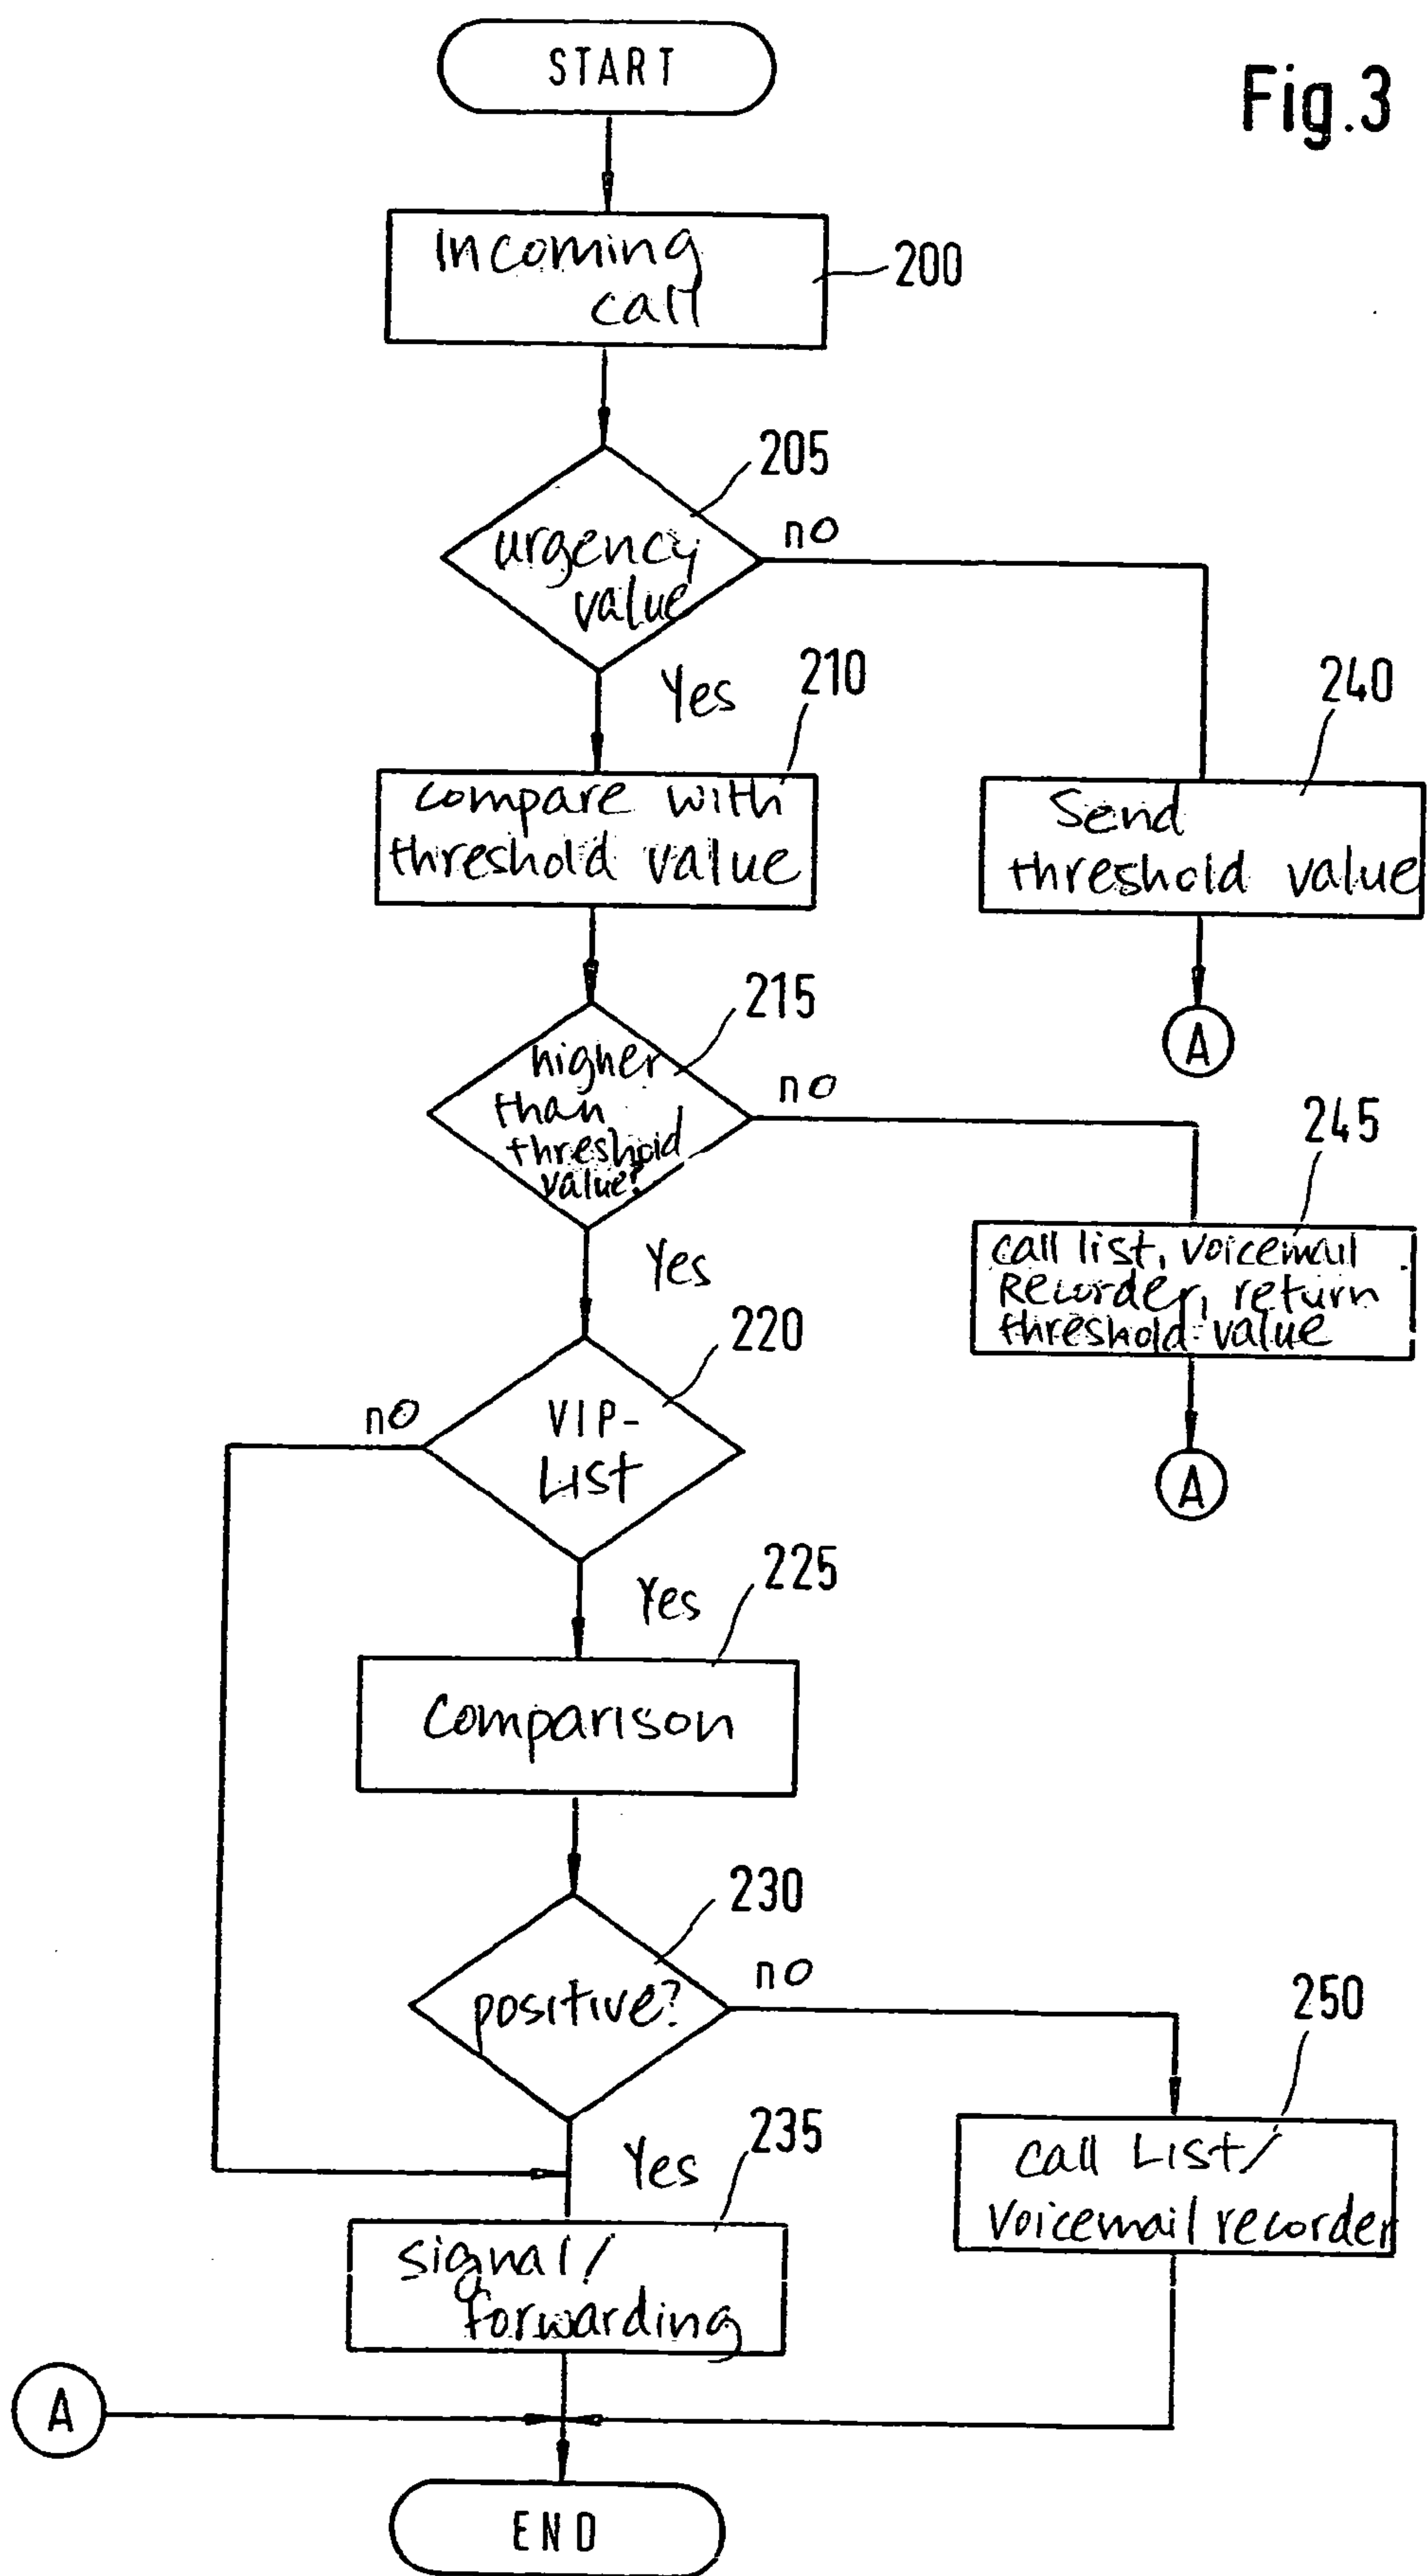 START
Fig.3
Incoming
call
200
205
urgency
value
no
Yes
210
compare with
threshold value
240
Send
threshold value
A
215
higher
than
threshold
value?
no
Yes
245
call list, voicemail
Recorder, return
threshold value
A
220
VIP-
List
no
Yes
225
Comparison
230
positive?
no
Yes
250
call List/
Voicemail recorder
235
signal/
forwarding
A
END